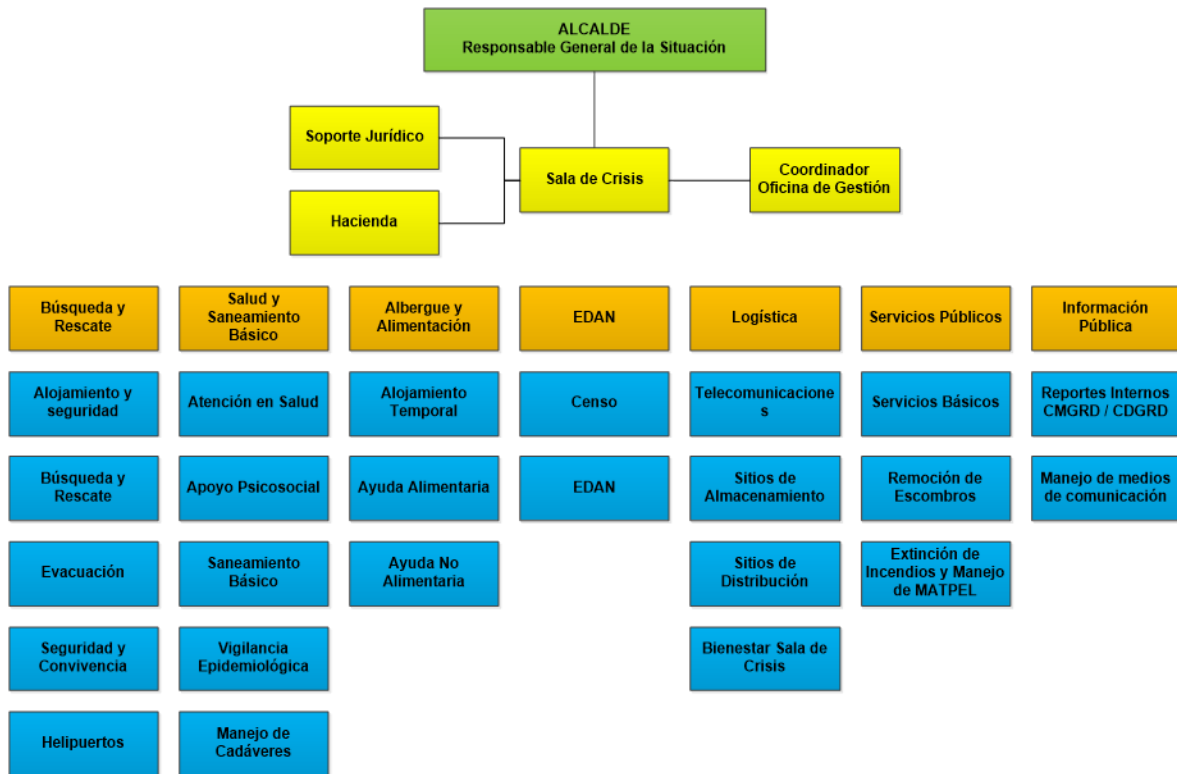 ALCALDE
Responsable General de la Situación
Soporte Jurídico
Sala de Crisis
Coordinador
Oficina de Gestión
Hacienda
Búsqueda y
Rescate
Salud y
Saneamiento
Básico
Albergue y
Alimentación
EDAN
Logística
Servicios Públicos
Información
Pública
Alojamiento y
seguridad
Atención en Salud
Alojamiento
Temporal
Censo
Telecomunicacione
s
Servicios Básicos
Reportes Internos
CMGRD / CDGRD
Búsqueda y
Rescate
Apoyo Psicosocial
Ayuda Alimentaria
EDAN
Sitios de
Almacenamiento
Remoción de
Escombros
Manejo de medios
de comunicación
Evacuación
Saneamiento
Básico
Ayuda No
Alimentaria
Sitios de
Distribución
Extinción de
Incendios y Manejo
de MATPEL
Seguridad y
Convivencia
Vigilancia
Epidemiológica
Bienestar Sala de
Crisis
Helipuertos
Manejo de
Cadáveres